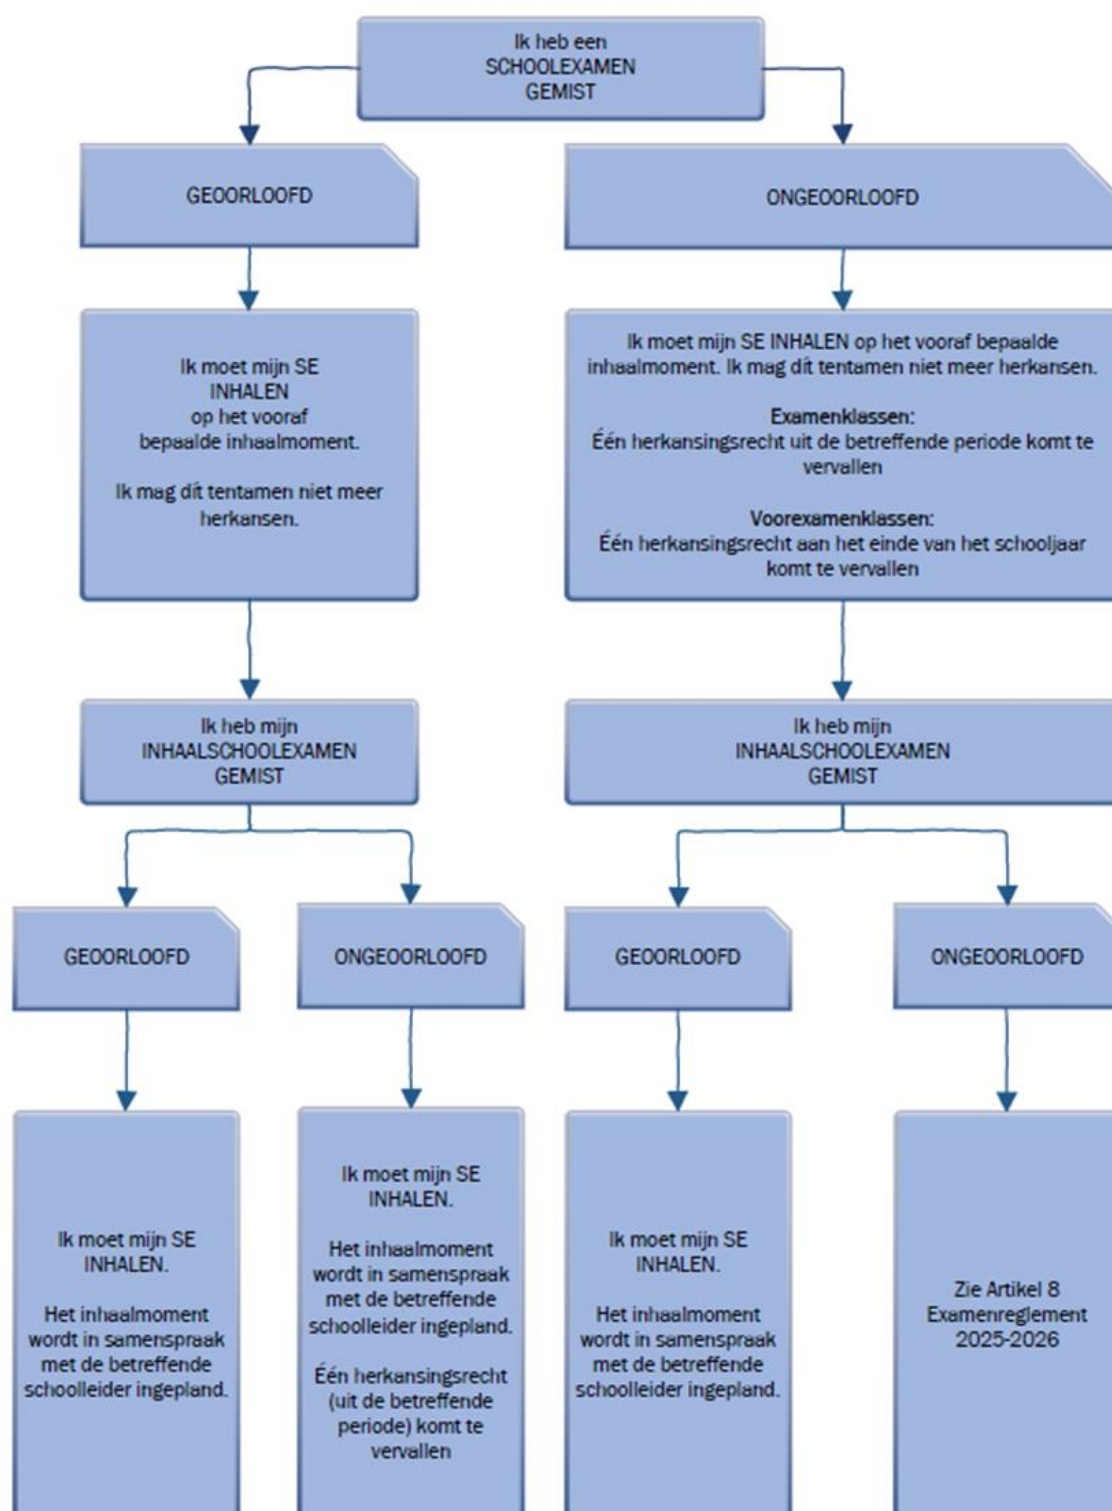 Ik heb een
SCHOOLEXAMEN
GEMIST
GEOORLOOFD
ONGEOORLOOFD
Ik moet mijn SE
INHALEN
op het vooraf
bepaalde inhaalmoment.
Ik mag dít tentamen niet meer
herkansen.
Ik moet mijn SE INHALEN op het vooraf bepaalde
inhaalmoment. Ik mag dít tentamen niet meer herkansen.
Examenklassen:
Één herkansingsrecht uit de betreffende periode komt te
vervallen
Voorexamenklassen:
Één herkansingsrecht aan het einde van het schooljaar
komt te vervallen
Ik heb mijn
INHAALSCHOOLEXAMEN
GEMIST
Ik heb mijn
INHAALSCHOOLEXAMEN
GEMIST
GEOORLOOFD
ONGEOORLOOFD
GEOORLOOFD
ONGEOORLOOFD
Ik moet mijn SE
INHALEN.
Het inhaalmoment
wordt in samenspraak
met de betreffende
schoolleider ingepland.
Ik moet mijn SE
INHALEN.
Het inhaalmoment
wordt in samenspraak
met de betreffende
schoolleider ingepland.
Één herkansingsrecht
(uit de betreffende
periode) komt te
vervallen
Ik moet mijn SE
INHALEN.
Het inhaalmoment
wordt in samenspraak
met de betreffende
schoolleider ingepland.
Zie Artikel 8
Examenreglement
2025-2026